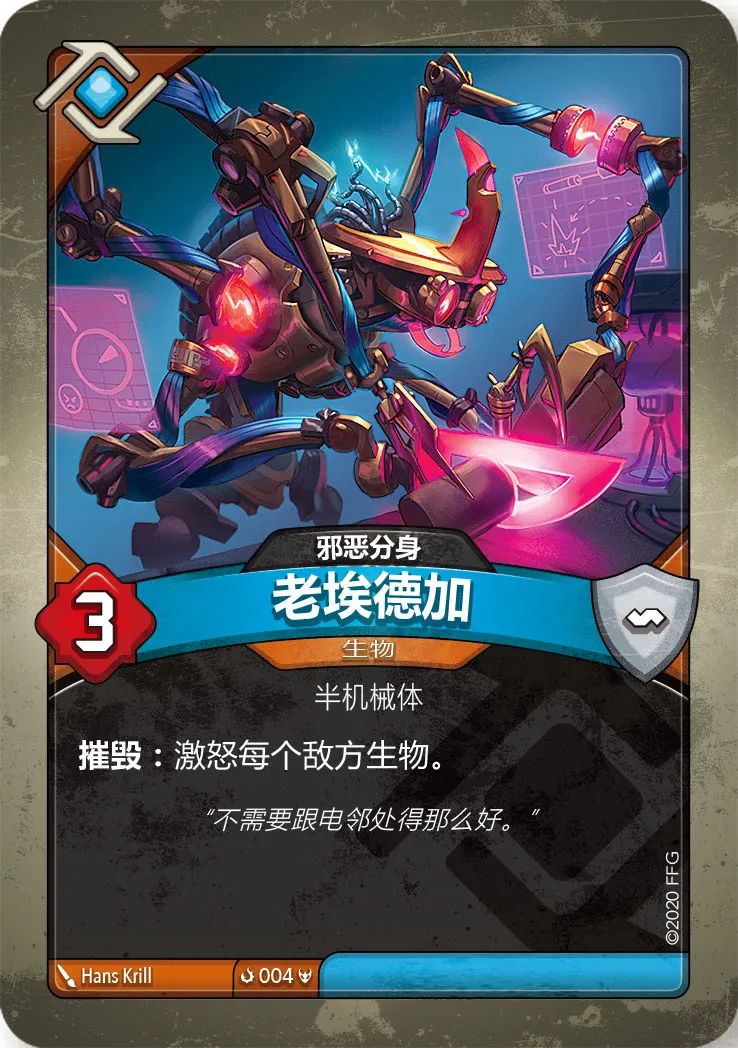 邪恶分身
老埃德加
3
生物
半机械体
摧毁：激怒每个敌方生物。
“不需要跟电邻处得那么好。“
©2020 FFG
Hans Krill
004